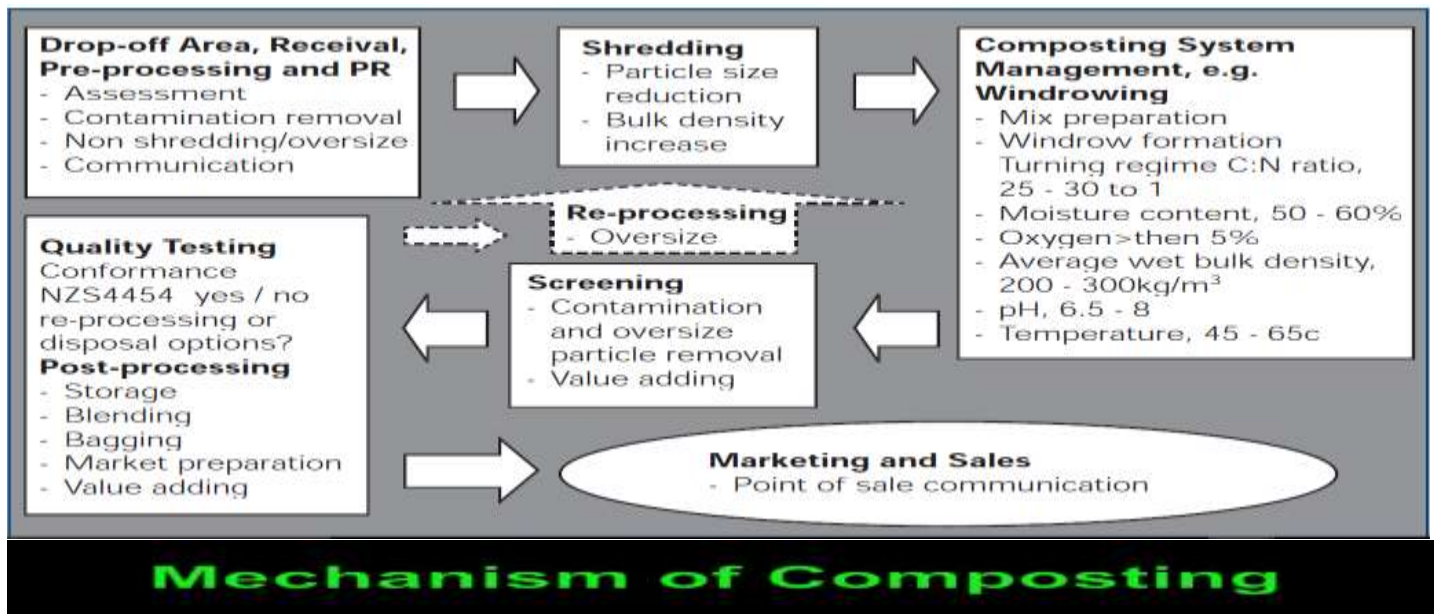 Drop-off Area, Receival,
Pre-processing and PR
- Assessment
- Contamination removal
- Non shredding/oversize
- Communication
Shredding
- Particle size
reduction
- Bulk density
increase
Composting System
Management, e.g.
Windrowing
- Mix preparation
- Windrow formation
Turning regime C:N ratio,
25 - 30 to 1
- Moisture content, 50 - 60%
- Oxygen>then 5%
- Average wet bulk density,
200 - 300kg/m³
- pH, 6.5 - 8
- Temperature, 45 - 65c
Re-processing
- Oversize
Screening
- Contamination
and oversize
particle removal
- Value adding
Quality Testing
Conformance
NZS4454 yes / no
re-processing or
disposal options?
Post-processing
- Storage
- Blending
- Bagging
- Market preparation
- Value adding
Marketing and Sales
- Point of sale communication
Mechanism of Composting